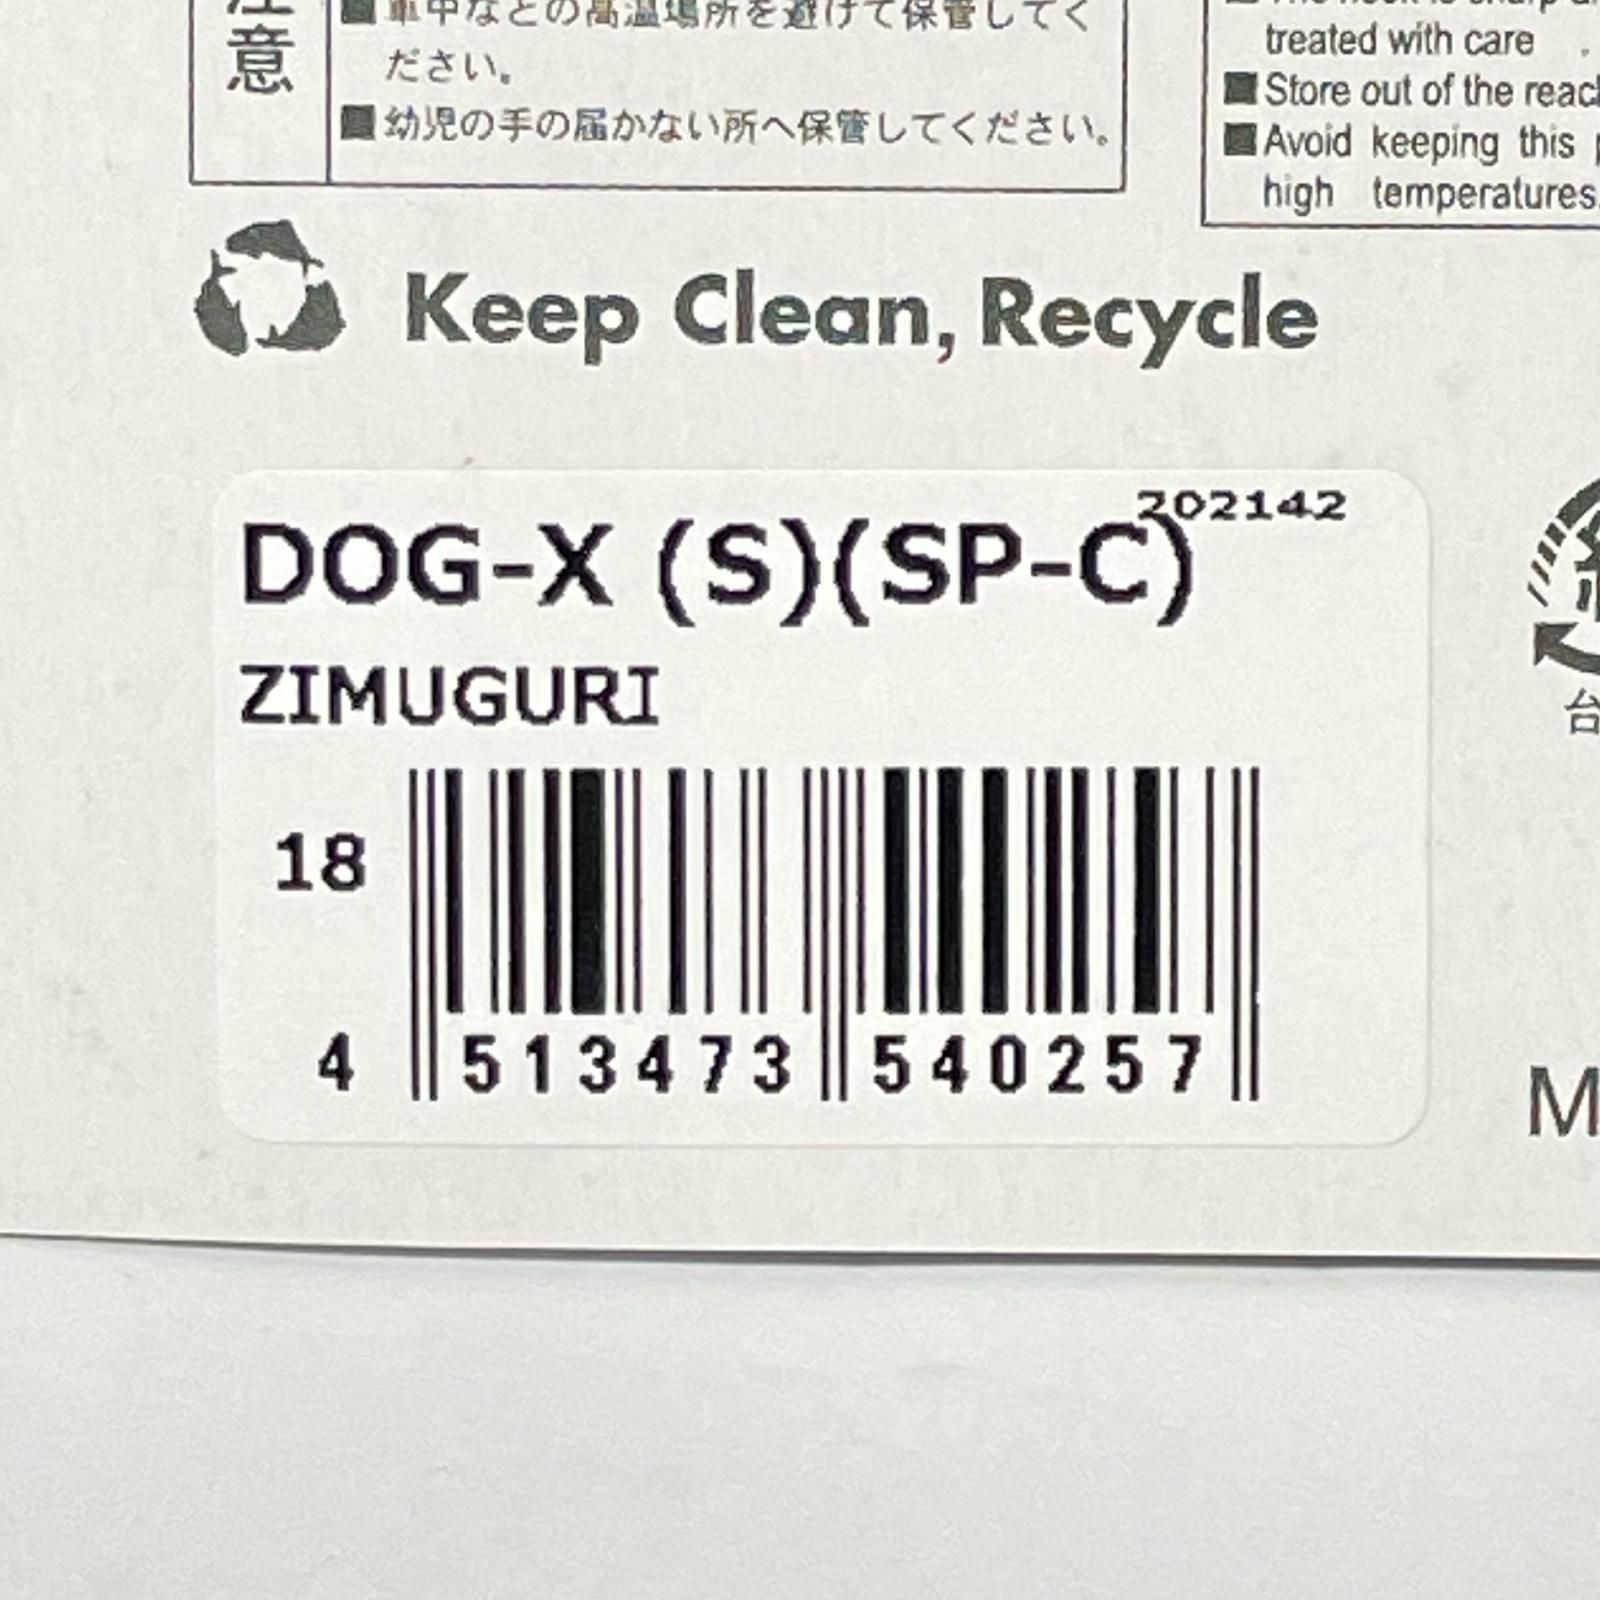 注意
■車中などの高温場所を避けて保管してく
ださい。
■幼児の手の届かない所へ保管してください。
treated with care .
■Store out of the reach
■Avoid keeping this
high temperatures.
Keep Clean, Recycle
202142
DOG-X (S)(SP-C)
ZIMUGURI
18
4 513473 540257
台
M